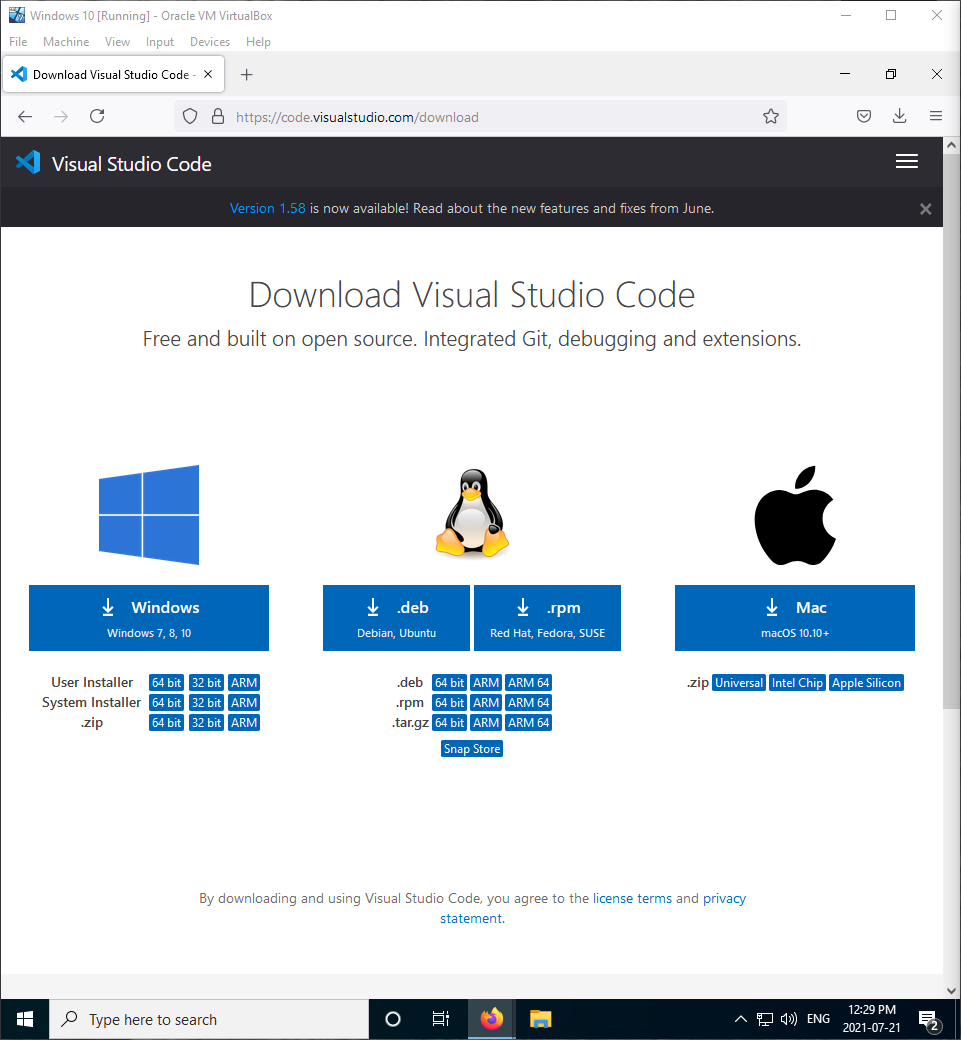 Windows 10 [Running] - Oracle VM VirtualBox
File Machine View Input Devices Help
Download Visual Studio Code -
https://code.visualstudio.com/download
Visual Studio Code
Version 1.58 is now available! Read about the new features and fixes from June.
Download Visual Studio Code
Free and built on open source. Integrated Git, debugging and extensions.
Windows
Windows 7, 8, 10
User Installer 64 bit 32 bit ARM
System Installer 64 bit 32 bit ARM
.zip 64 bit 32 bit ARM
.deb
Debian, Ubuntu
.rpm
Red Hat, Fedora, SUSE
.deb 64 bit ARM ARM 64
.rpm 64 bit ARM ARM 64
.tar.gz 64 bit ARM ARM 64
Snap Store
Mac
macOS 10.10+
.zip Universal Intel Chip Apple Silicon
By downloading and using Visual Studio Code, you agree to the license terms and privacy
statement.
Type here to search
ENG
12:29 PM
2021-07-21
2